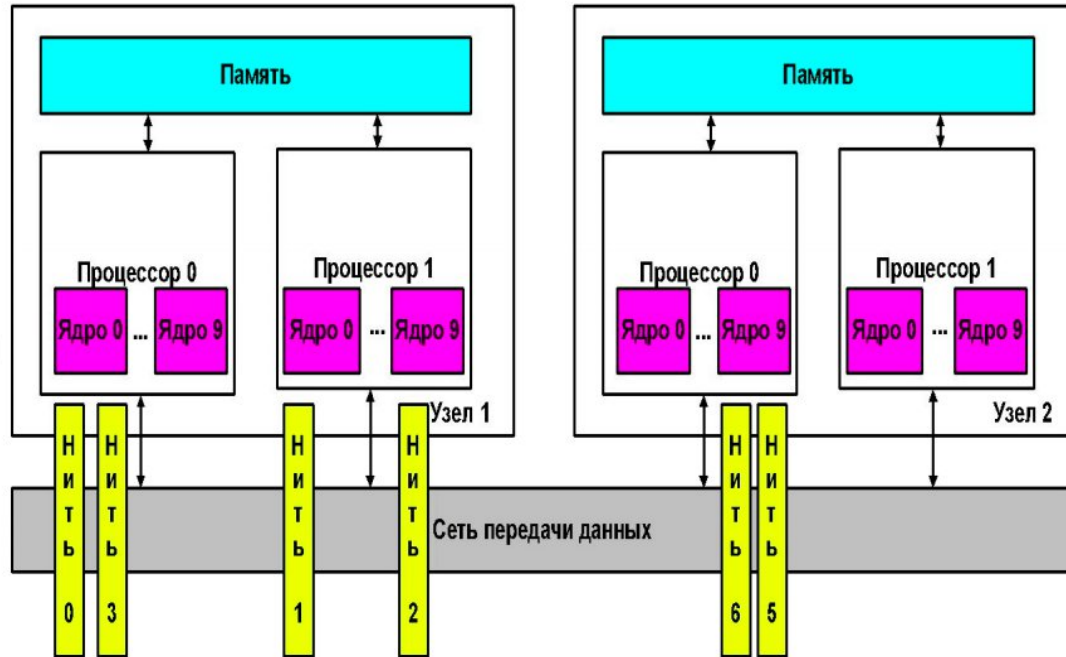 Память
Память
Процессор 0
Процессор 1
Процессор 0
Процессор 1
Ядро 0 ... Ядро 9
Ядро 0 ... Ядро 9
Ядро 0 ... Ядро 9
Ядро 0 ... Ядро 9
Узел 1
Узел 2
Нить 0
Нить 3
Нить 1
Нить 2
Нить 6
Нить 5
Сеть передачи данных